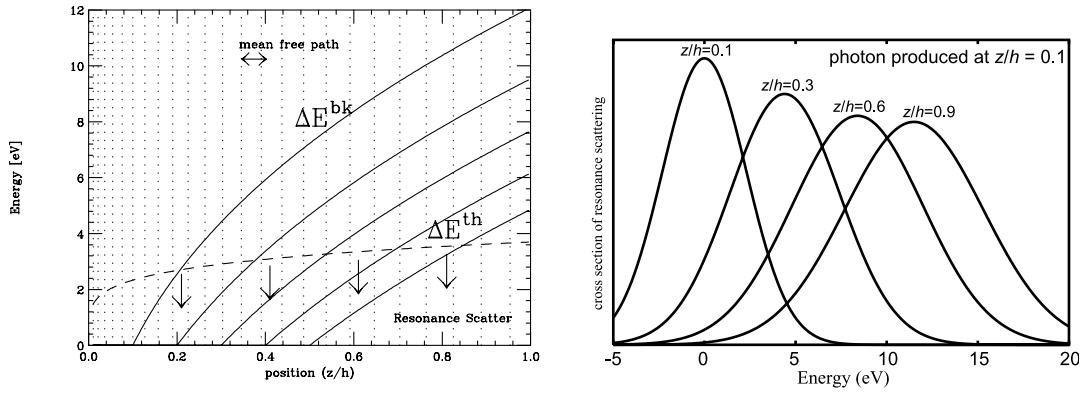 12
10
8
6
4
2
0
Energy [eV]
mean free path
ΔE^bk
ΔE^th
Resonance Scatter
0.0 0.2 0.4 0.6 0.8 1.0
position (z/h)
photon produced at z/h = 0.1
z/h=0.1
z/h=0.3
z/h=0.6
z/h=0.9
cross section of resonance scattering
-5 0 5 10 15 20
Energy (eV)